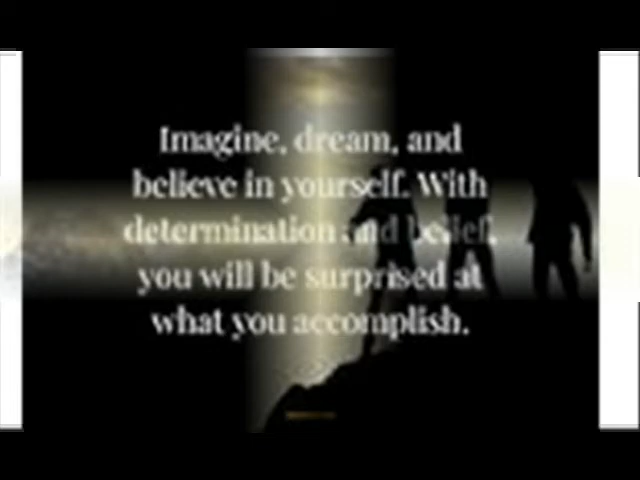 Imagine, dream, and
believe in yourself. With
determination and belief,
you will be surprised at
what you accomplish.